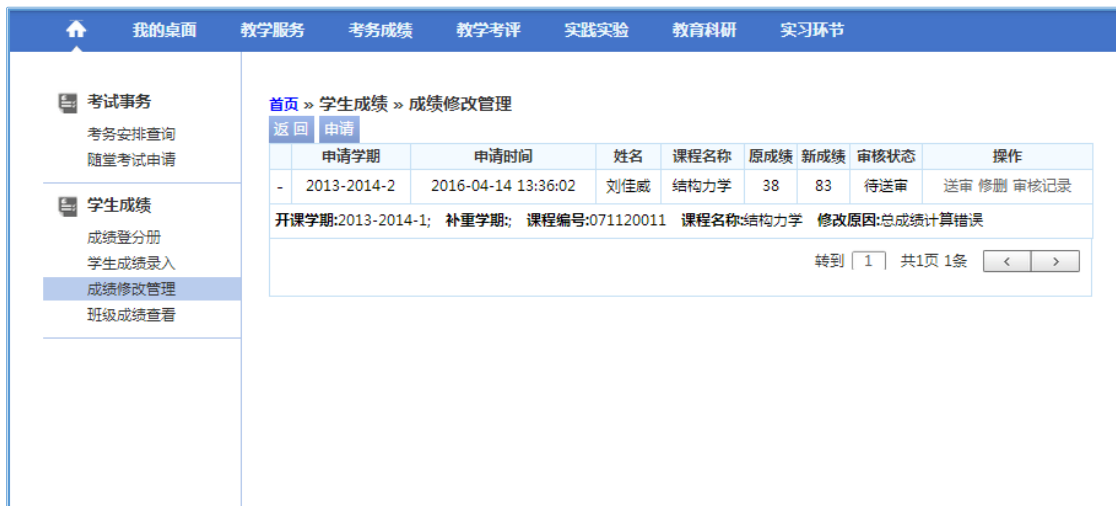 我的桌面 教学服务 考务成绩 教学考评 实践实验 教育科研 实习环节
考试事务
考务安排查询
随堂考试申请
学生成绩
成绩登分册
学生成绩录入
成绩修改管理
班级成绩查看
首页 » 学生成绩 » 成绩修改管理
返 回 申请
申请学期 申请时间 姓名 课程名称 原成绩 新成绩 审核状态 操作
- 2013-2014-2 2016-04-14 13:36:02 刘佳威 结构力学 38 83 待送审 送审 修删 审核记录
开课学期:2013-2014-1; 补重学期:; 课程编号:071120011 课程名称:结构力学 修改原因:总成绩计算错误
转到 1 共1页 1条 < >